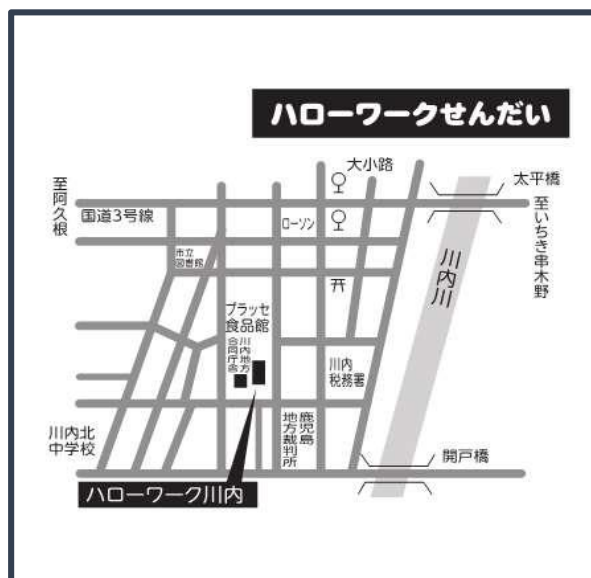 ハローワークせんだい
大小路
太平橋
至阿久根
国道3号線
ローソン
至いちき串木野
市立
図書館
川内川
プラッセ
食品館
川内地方
合同庁舎
川内
税務署
川内北
中学校
鹿児島
地方裁判所
開戸橋
ハローワーク川内